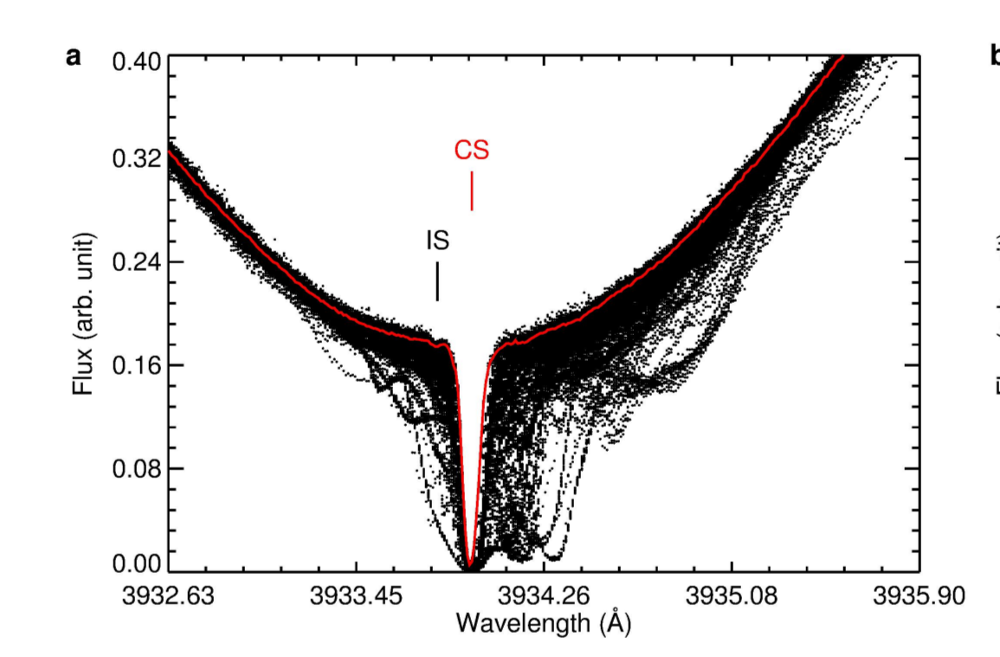 a
b
0.40
0.32
0.24
0.16
0.08
0.00
CS
IS
Flux (arb. unit)
3932.63 3933.45 3934.26 3935.08 3935.90
Wavelength (Å)